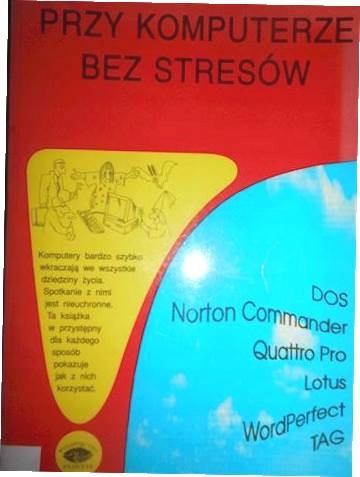 PRZY KOMPUTERZE
BEZ STRESÓW
Komputery bardzo szybko
wkraczają we wszystkie
dziedziny życia.
Spotkanie z nimi
jest nieuchronne.
Ta książka
w przystępny
dla każdego
sposób
pokazuje
jak z nich
korzystać.
DOS
Norton Commander
Quattro Pro
Lotus
WordPerfect
TAG